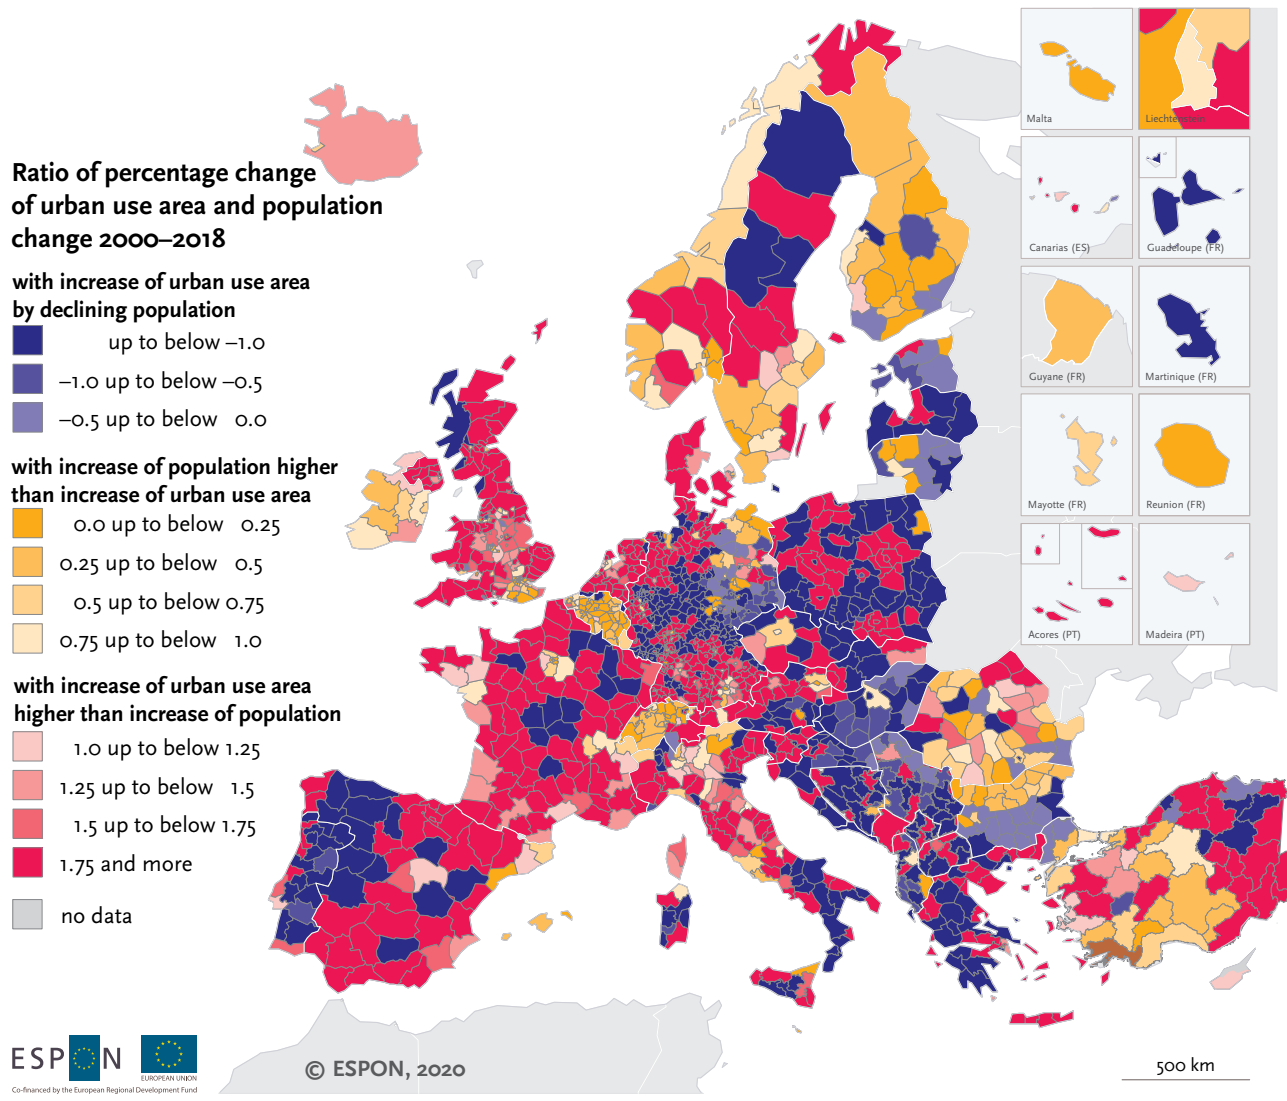 Ratio of percentage change
of urban use area and population
change 2000–2018
with increase of urban use area
by declining population
up to below –1.0
–1.0 up to below –0.5
–0.5 up to below 0.0
with increase of population higher
than increase of urban use area
0.0 up to below 0.25
0.25 up to below 0.5
0.5 up to below 0.75
0.75 up to below 1.0
with increase of urban use area
higher than increase of population
1.0 up to below 1.25
1.25 up to below 1.5
1.5 up to below 1.75
1.75 and more
no data
Malta
Liechtenstein
Canarias (ES)
Guadeloupe (FR)
Guyane (FR)
Martinique (FR)
Mayotte (FR)
Reunion (FR)
Acores (PT)
Madeira (PT)
ESPON
EUROPEAN UNION
Co-financed by the European Regional Development Fund
© ESPON, 2020
500 km